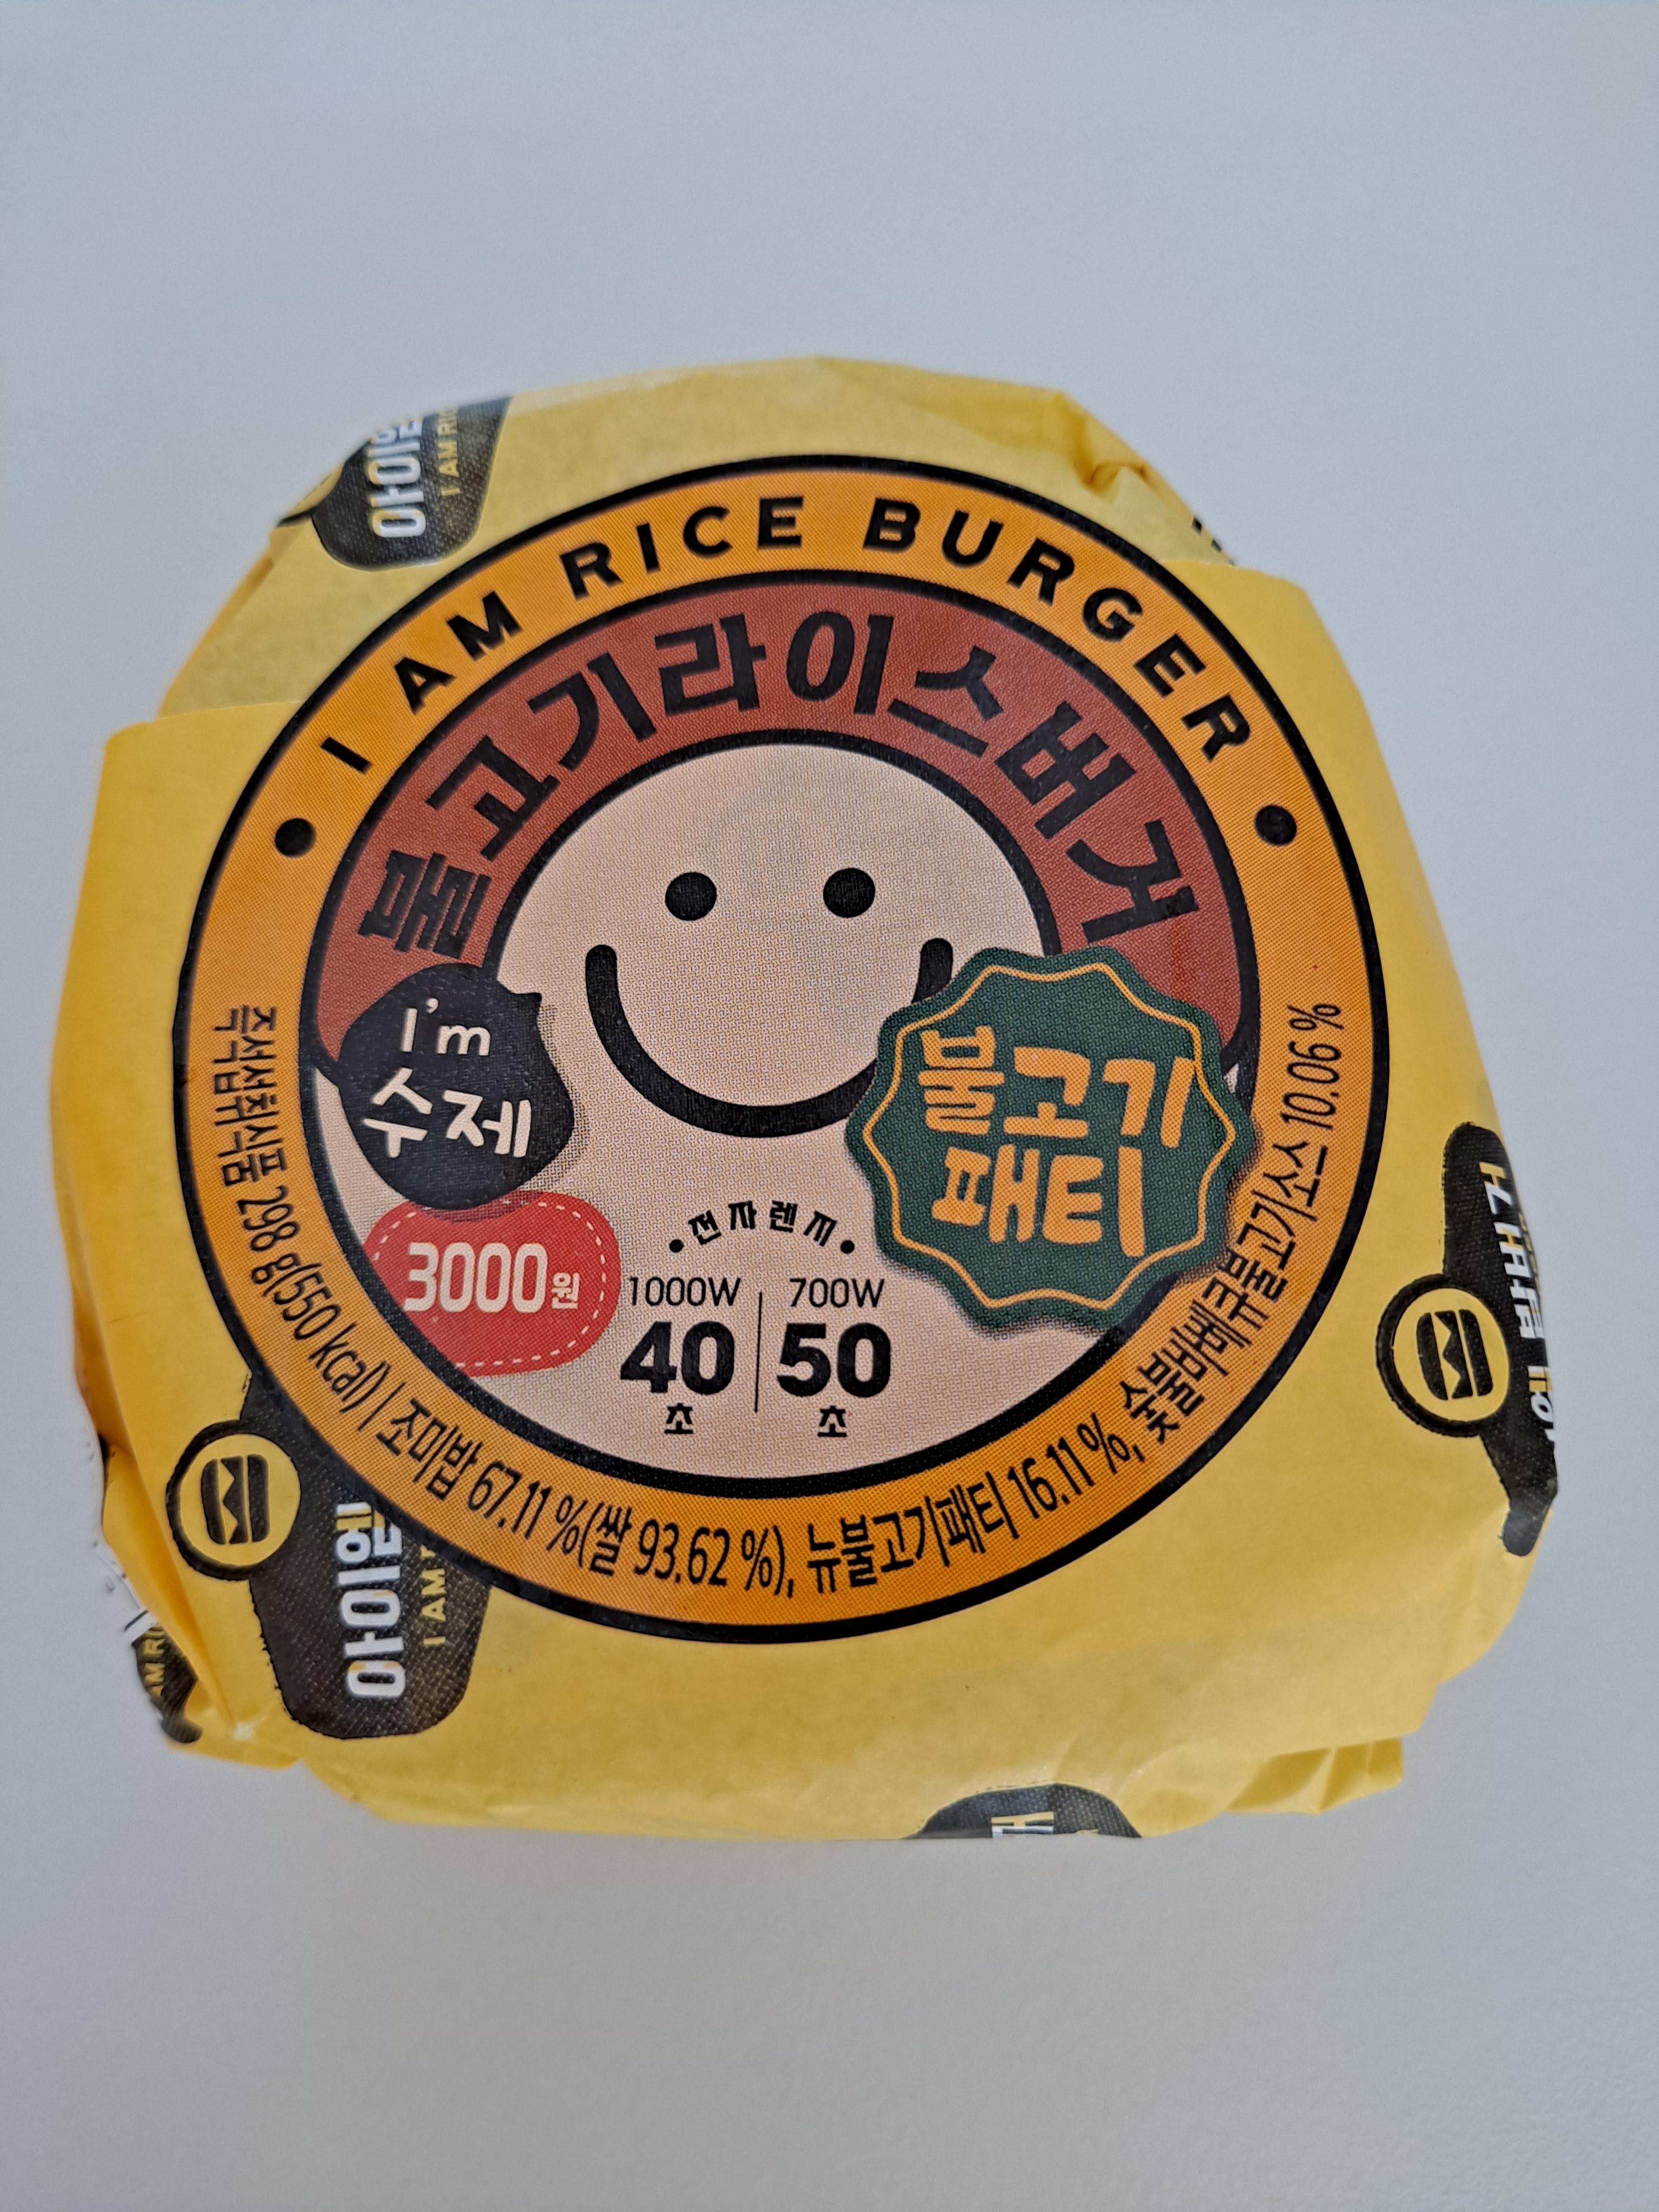 I AM RICE BURGER
불고기라이스버거
I'm
수제
불고기
패티
3000원
전자렌지
1000W
40
초
700W
50
초
즉석섭취식품 298 g(550 kcal) | 조미밥 67.11 %(쌀 93.62 %), 뉴불고기패티 16.11 %, 숯불바베큐불고기소스 10.06 %
아이엠
I AM